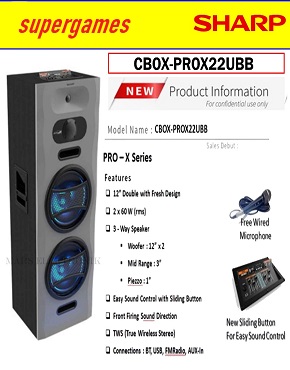 supergames
SHARP
CBOX-PROX22UBB
NEW Product Information
For confidential use only
Model Name : CBOX-PROX22UBB
Sales Debut :
PRO – X Series
Features
12" Double with Fresh Design
2 x 60 W (rms)
3 - Way Speaker
Woofer : 12" x 2
Mid Range : 3"
Piezzo : 1"
Easy Sound Control with Sliding Button
Front Firing Sound Direction
TWS (True Wireless Stereo)
Connections : BT, USB, FMRadio, AUX-In
Free Wired
Microphone
New Sliding Button
For Easy Sound Control